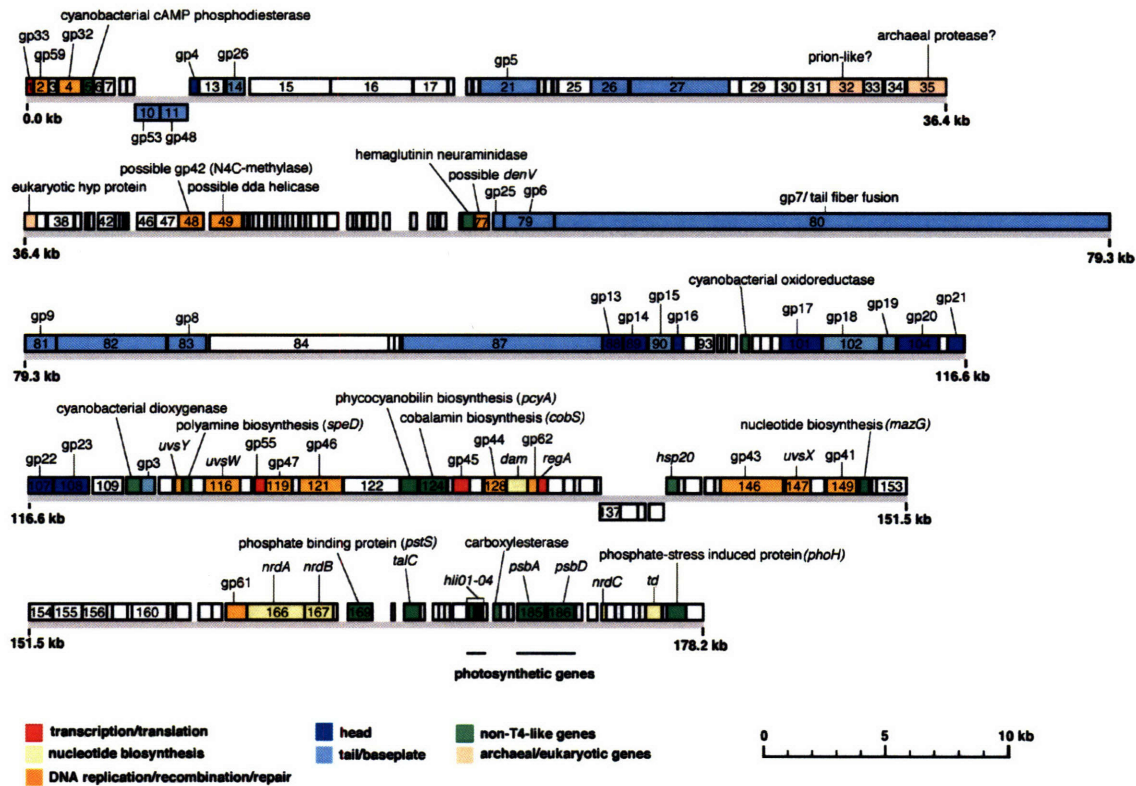 cyanobacterial cAMP phosphodiesterase
gp33 gp32
gp59 gp4 gp26 gp5 prion-like? archaeal protease?
2 3 4 5 6 7 13 14 15 16 17 21 25 26 27 29 30 31 32 33 34 35
10 11
0.0 kb 36.4 kb
gp53 gp48
hemaglutinin neuraminidase
possible gp42 (N4C-methylase) possible denV
eukaryotic hyp protein possible dda helicase gp25 gp6 gp7/ tail fiber fusion
38 42 46 47 48 49 77 79 80
36.4 kb 79.3 kb
cyanobacterial oxidoreductase
gp9 gp8 gp13 gp14 gp15 gp16 gp17 gp18 gp19 gp20 gp21
81 82 83 84 87 88 89 90 93 101 102 104
79.3 kb 116.6 kb
phycocyanobilin biosynthesis (pcyA)
cyanobacterial dioxygenase cobalamin biosynthesis (cobS)
polyamine biosynthesis (speD) nucleotide biosynthesis (mazG)
gp22 gp23 gp3 uvsY uvsW gp55 gp47 gp46 gp45 gp44 dam gp62 regA hsp20 gp43 uvsX gp41
107 108 109 116 119 121 122 124 128 146 147 149 153
137
116.6 kb 151.5 kb
phosphate binding protein (pstS) carboxylesterase phosphate-stress induced protein (phoH)
gp61 nrdA nrdB talC hli01-04 psbA psbD nrdC td
154 155 156 160 166 167 169 185 186
151.5 kb 178.2 kb
photosynthetic genes
transcription/translation head non-T4-like genes
nucleotide biosynthesis tail/baseplate archaeal/eukaryotic genes
DNA replication/recombination/repair
0 5 10 kb